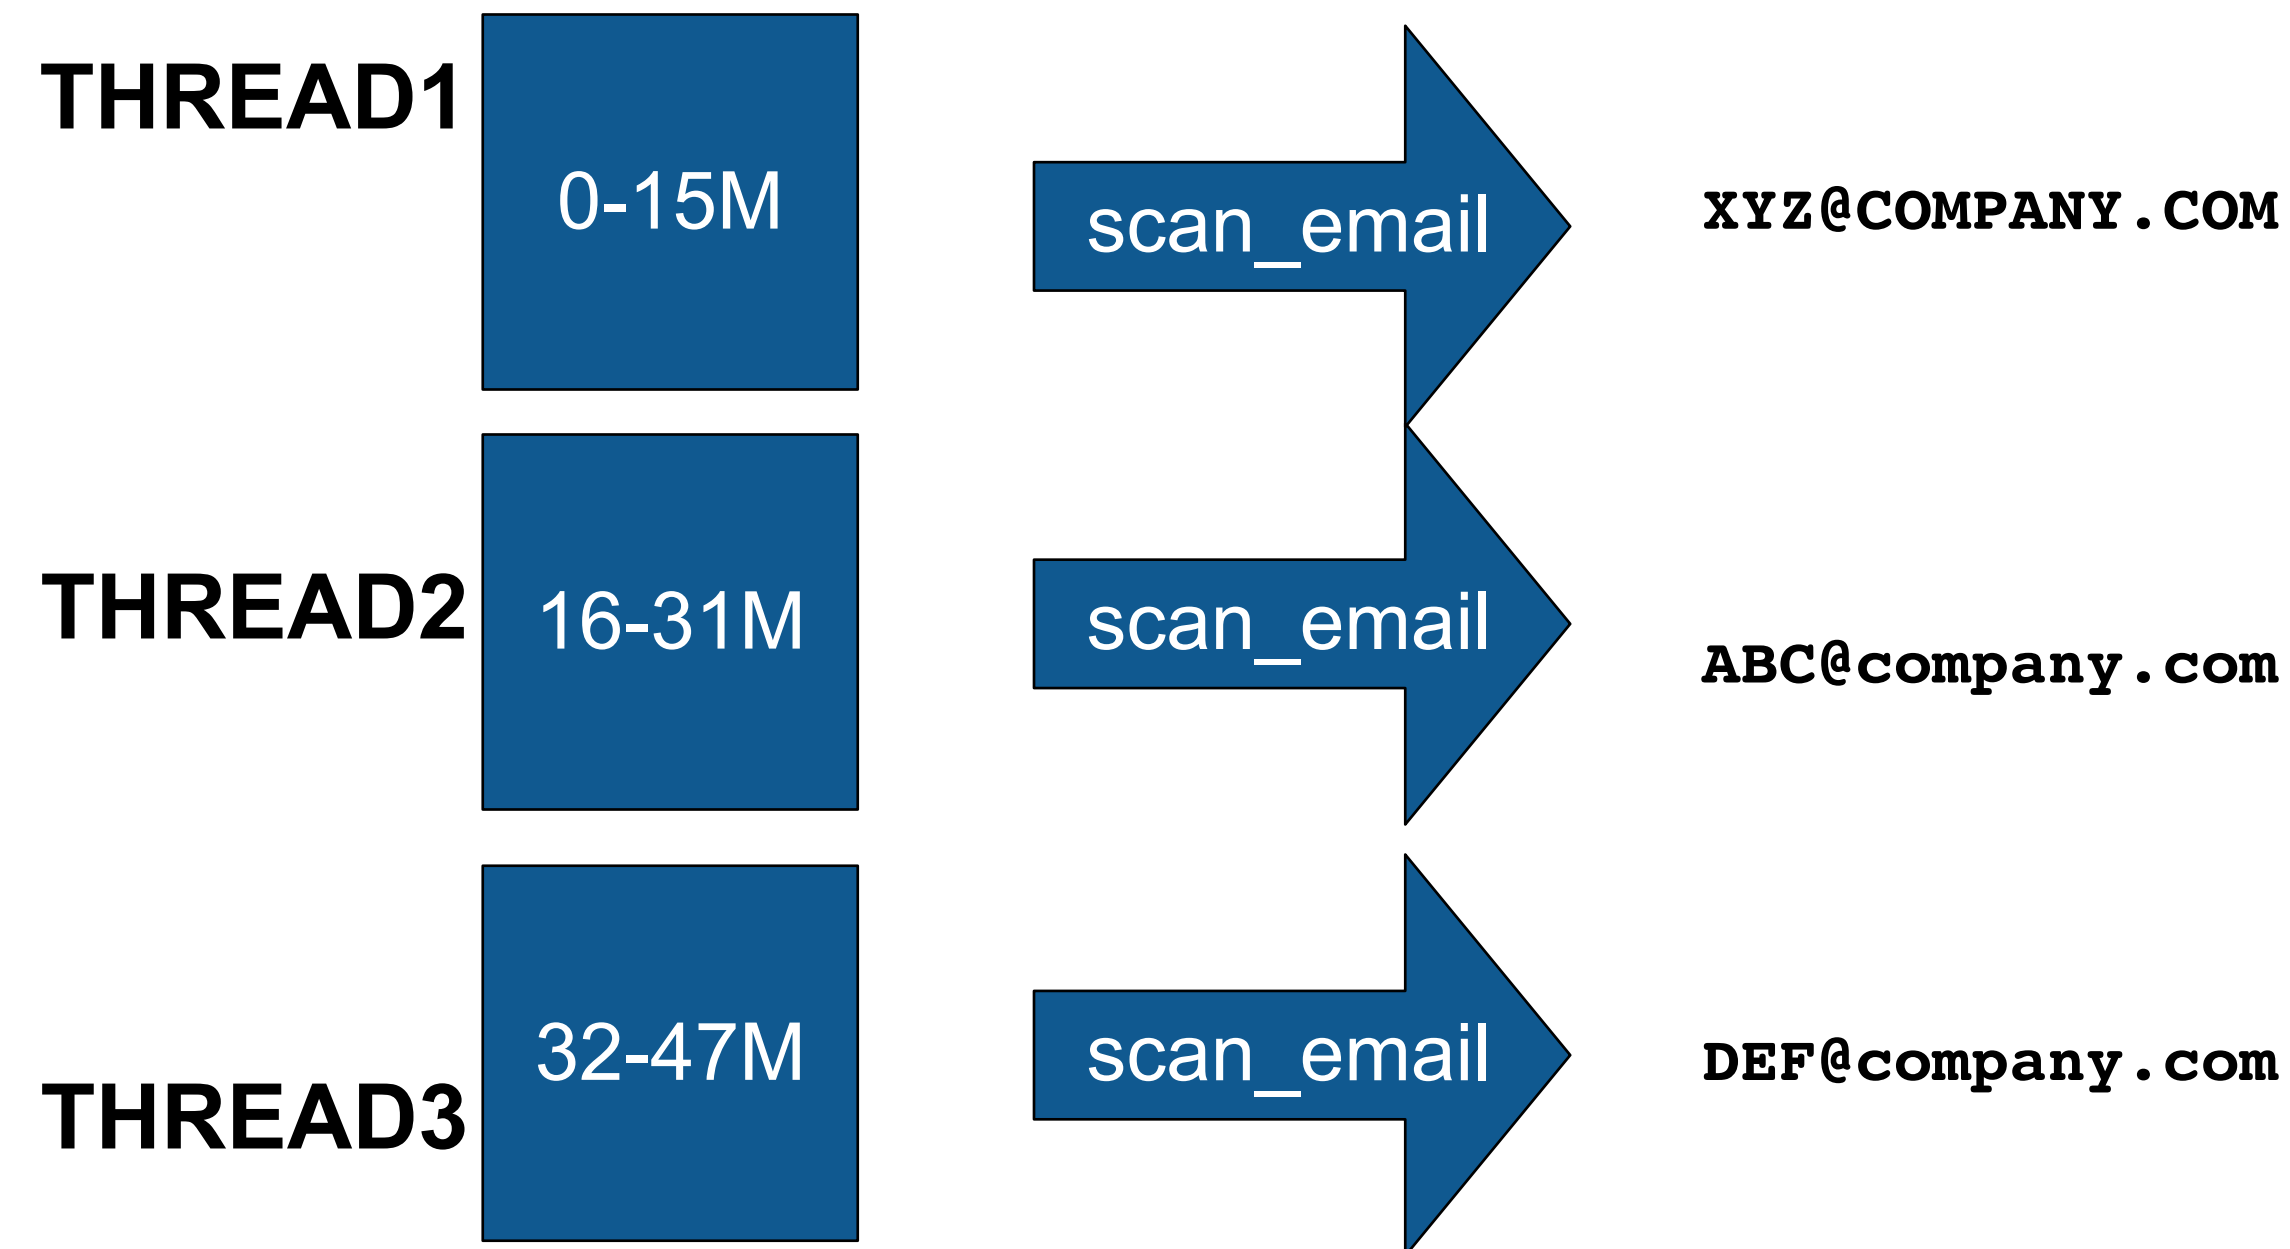 THREAD1
0-15M
scan_email
XYZ@COMPANY.COM
THREAD2
16-31M
scan_email
ABC@company.com
THREAD3
32-47M
scan_email
DEF@company.com